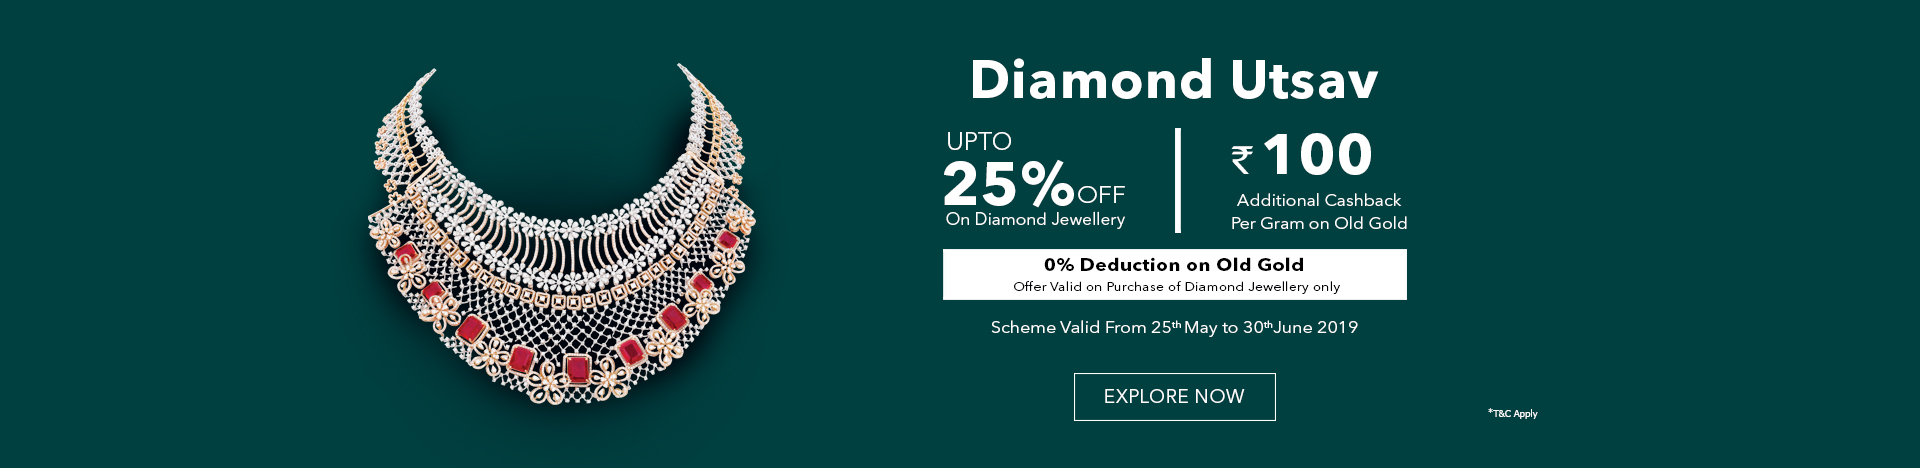 Diamond Utsav
UPTO
25% OFF
On Diamond Jewellery
₹ 100
Additional Cashback
Per Gram on Old Gold
0% Deduction on Old Gold
Offer Valid on Purchase of Diamond Jewellery only
Scheme Valid From 25th May to 30th June 2019
EXPLORE NOW
*T&C Apply